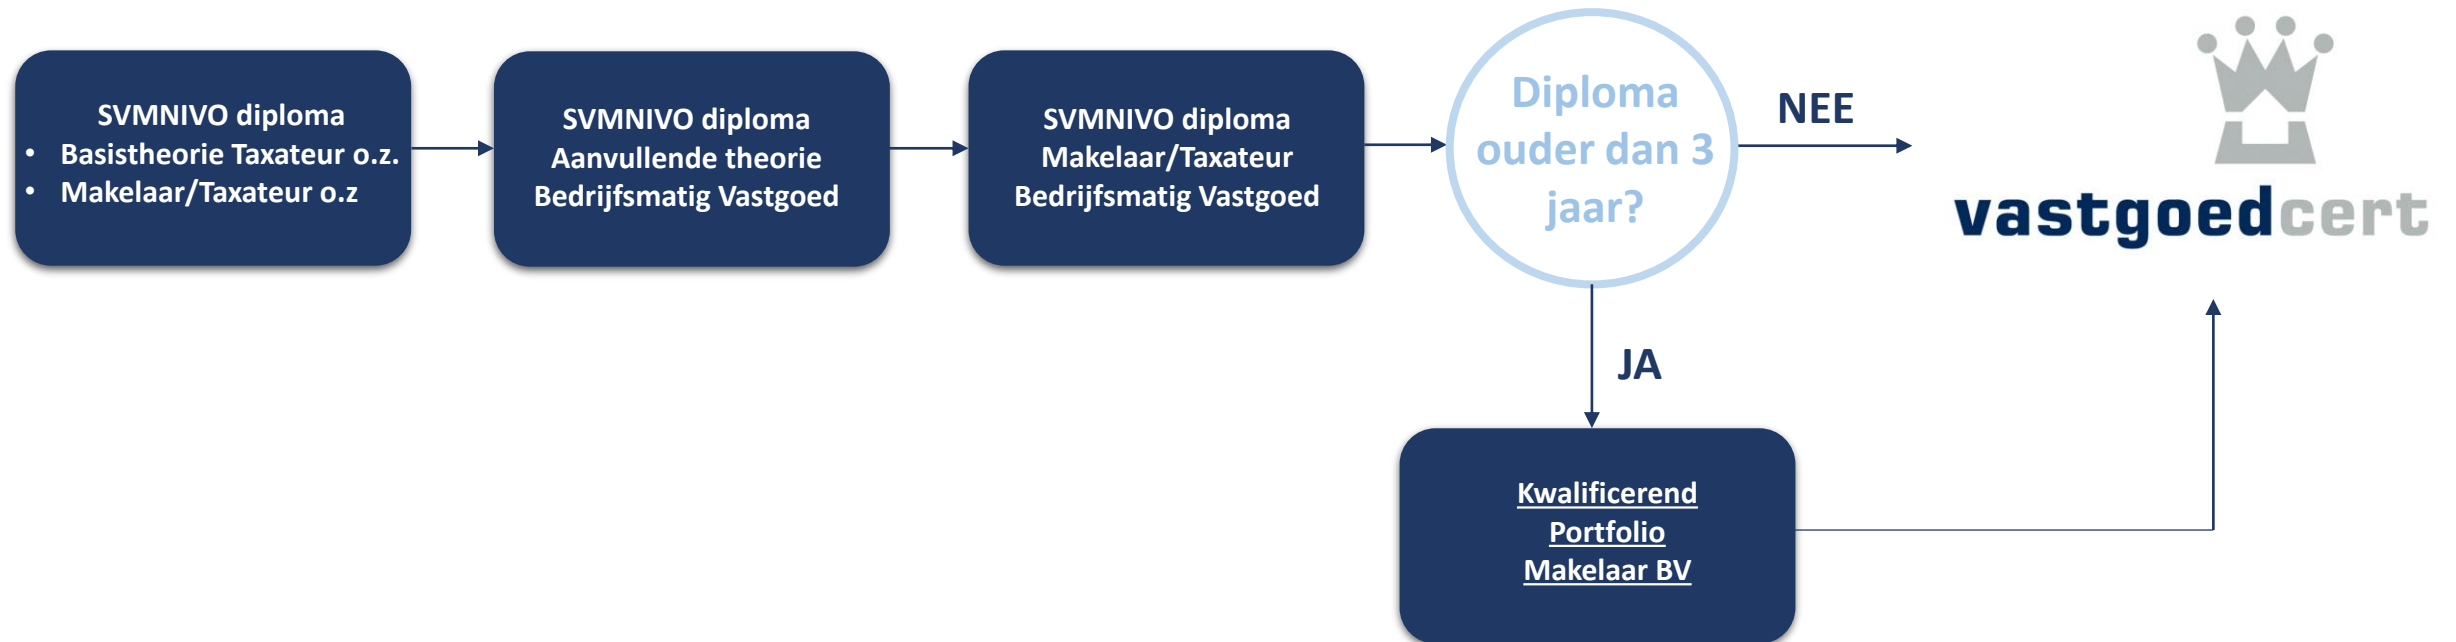 SVMNIVO diploma
• Basistheorie Taxateur o.z.
• Makelaar/Taxateur o.z
SVMNIVO diploma
Aanvullende theorie
Bedrijfsmatig Vastgoed
SVMNIVO diploma
Makelaar/Taxateur
Bedrijfsmatig Vastgoed
Diploma
ouder dan 3
jaar?
NEE
vastgoedcert
JA
Kwalificerend
Portfolio
Makelaar BV